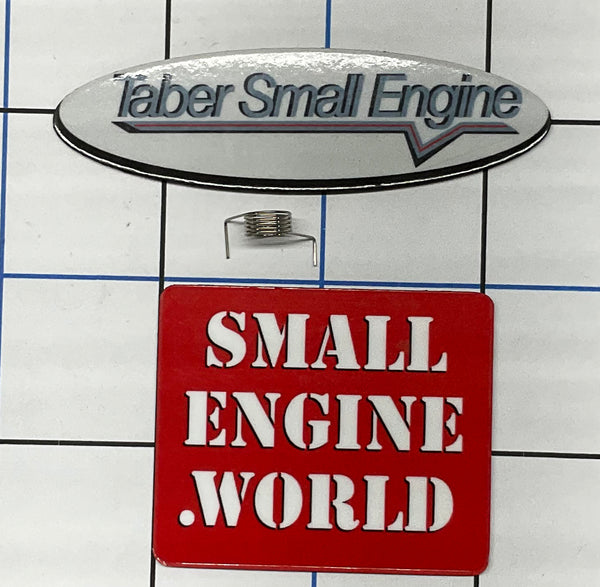 Taber Small Engine
SMALL
ENGINE
.WORLD